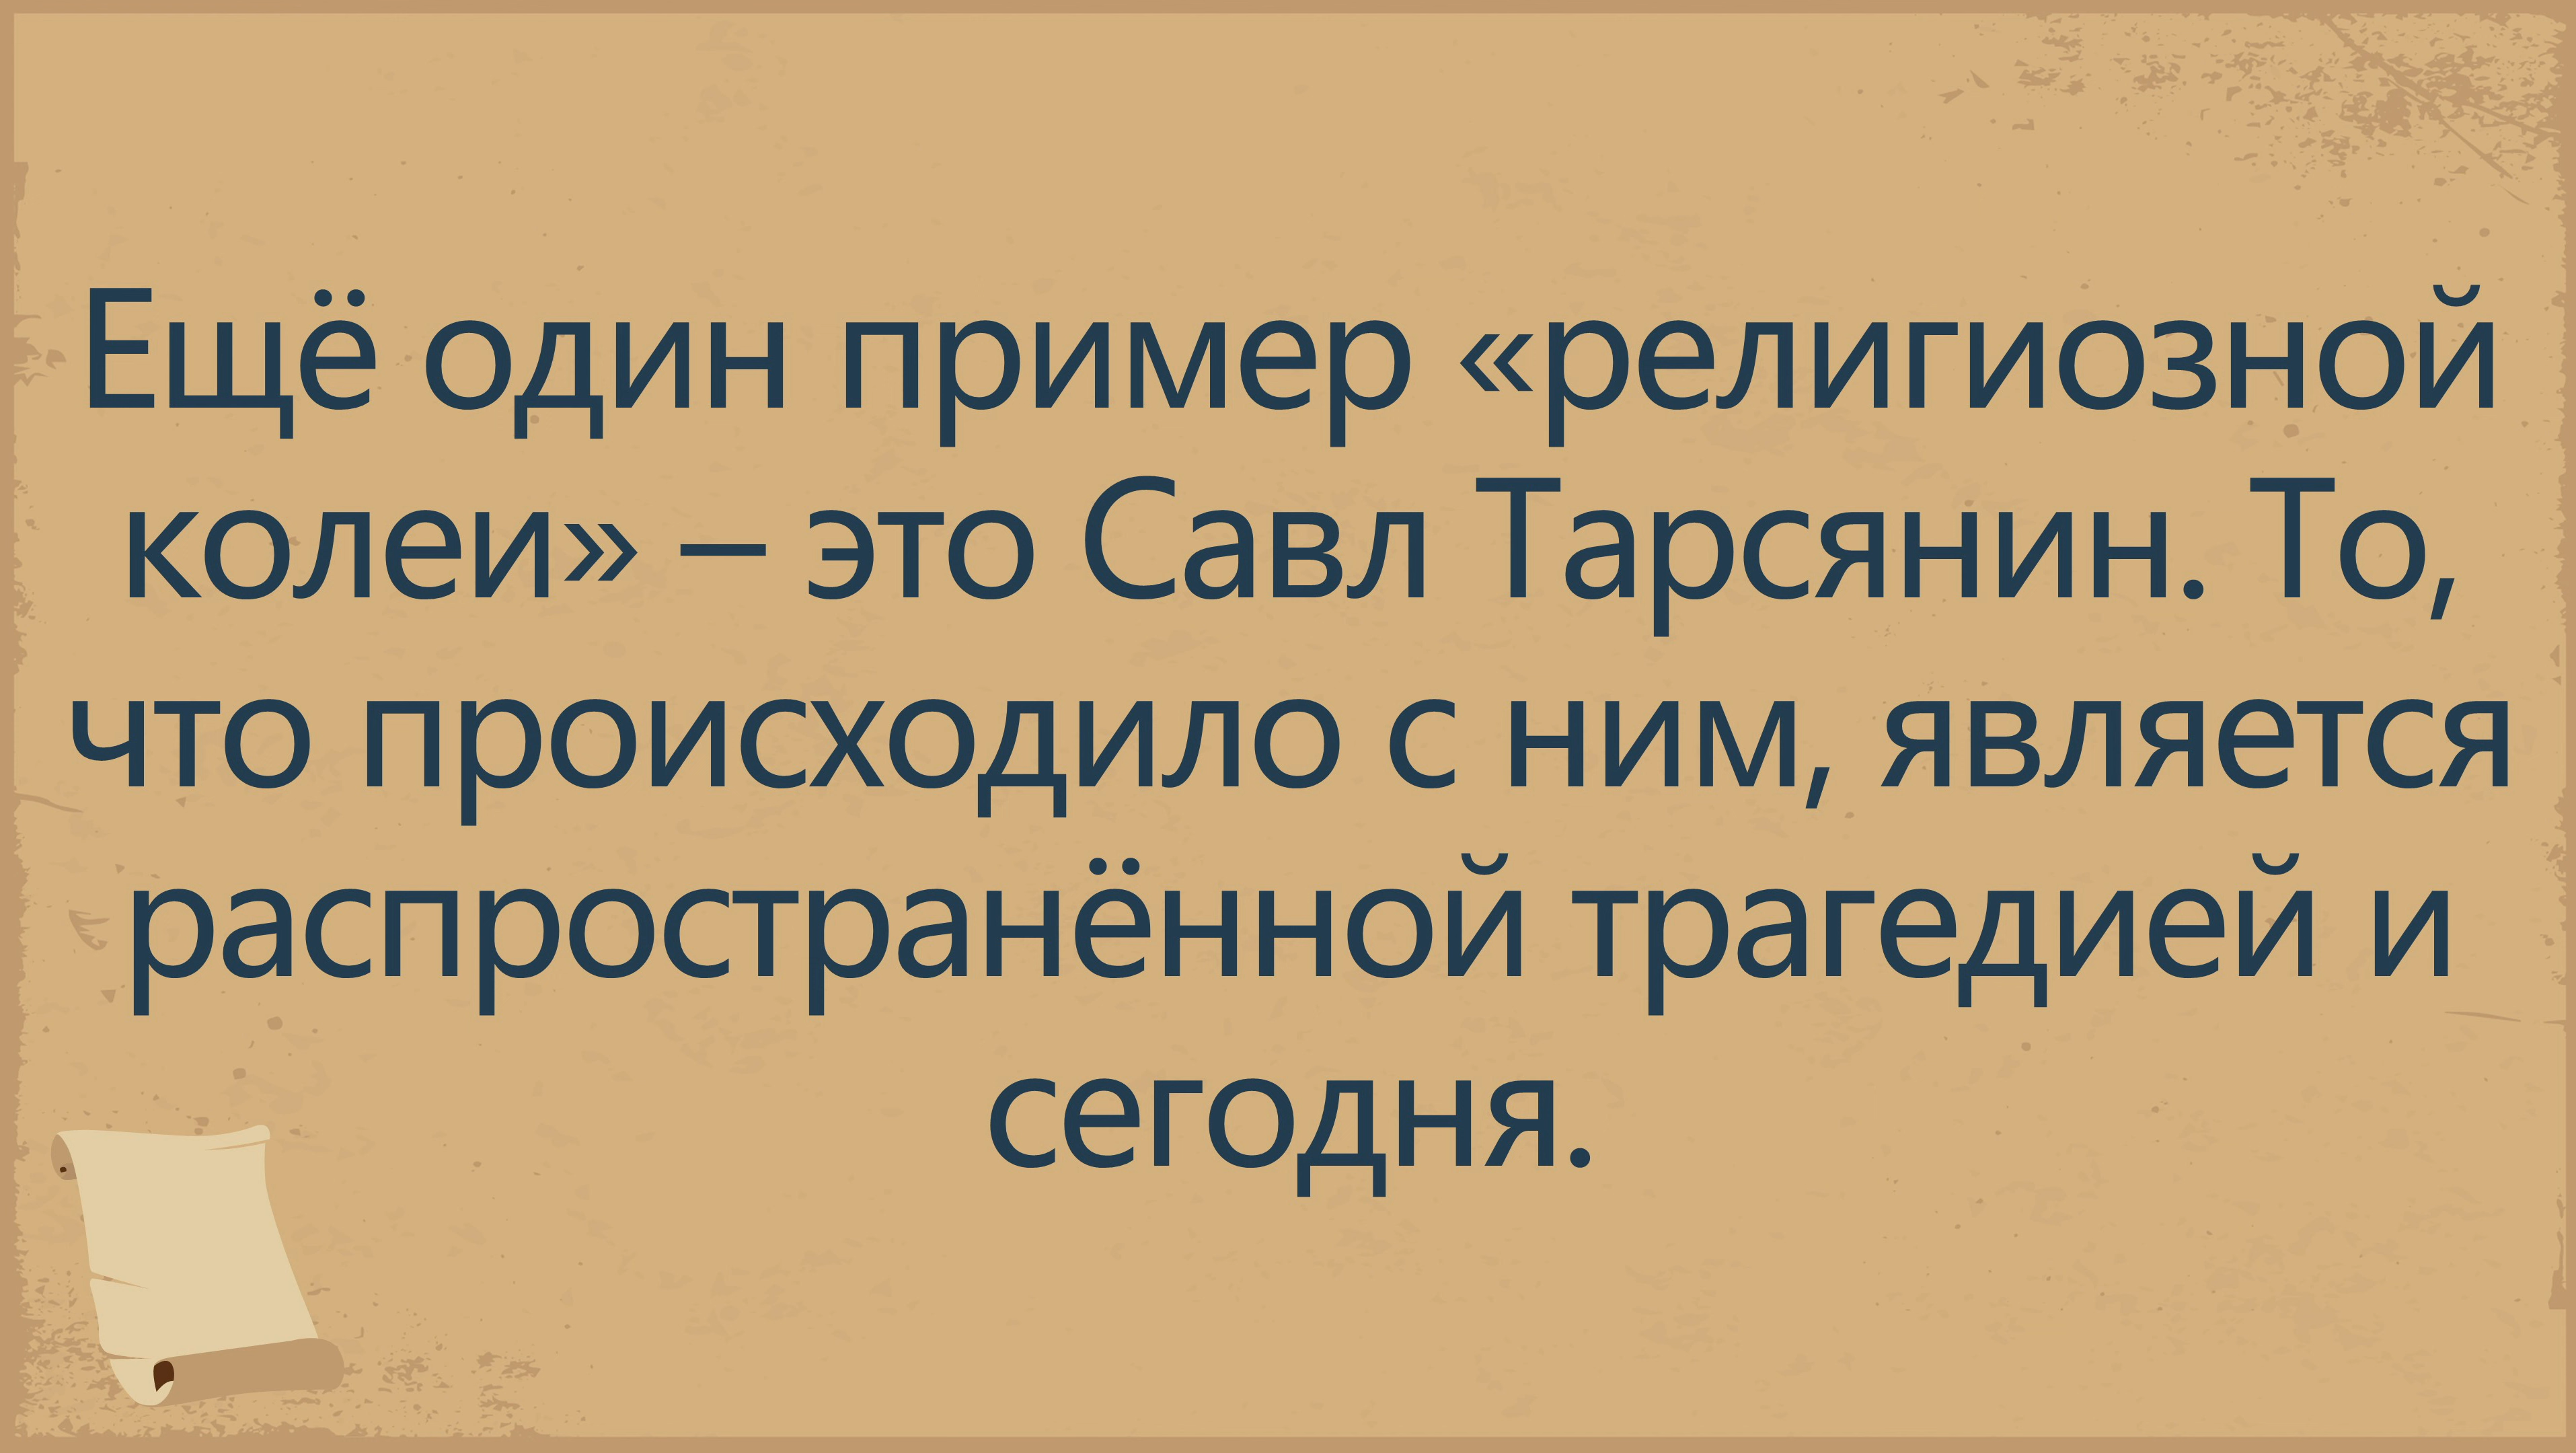 Ещё один пример «религиозной
колеи» – это Савл Тарсянин. То,
что происходило с ним, является
распространённой трагедией и
сегодня.